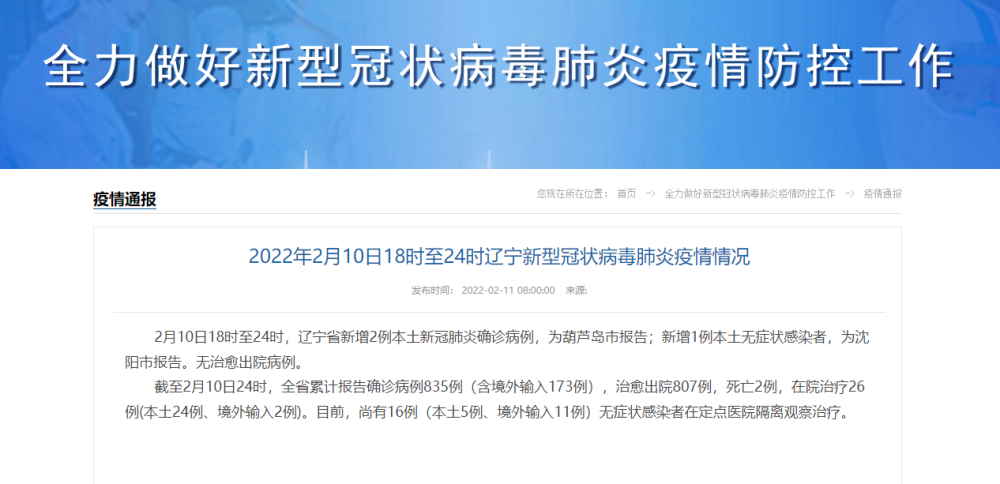 全力做好新型冠状病毒肺炎疫情防控工作
疫情通报
您现在所在位置： 首页 -> 全力做好新型冠状病毒肺炎疫情防控工作 -> 疫情通报
2022年2月10日18时至24时辽宁新型冠状病毒肺炎疫情情况
发布时间： 2022-02-11 08:00:00 来源:
2月10日18时至24时，辽宁省新增2例本土新冠肺炎确诊病例，为葫芦岛市报告；新增1例本土无症状感染者，为沈
阳市报告。无治愈出院病例。
截至2月10日24时，全省累计报告确诊病例835例（含境外输入173例），治愈出院807例，死亡2例，在院治疗26
例(本土24例、境外输入2例)。目前，尚有16例（本土5例、境外输入11例）无症状感染者在定点医院隔离观察治疗。